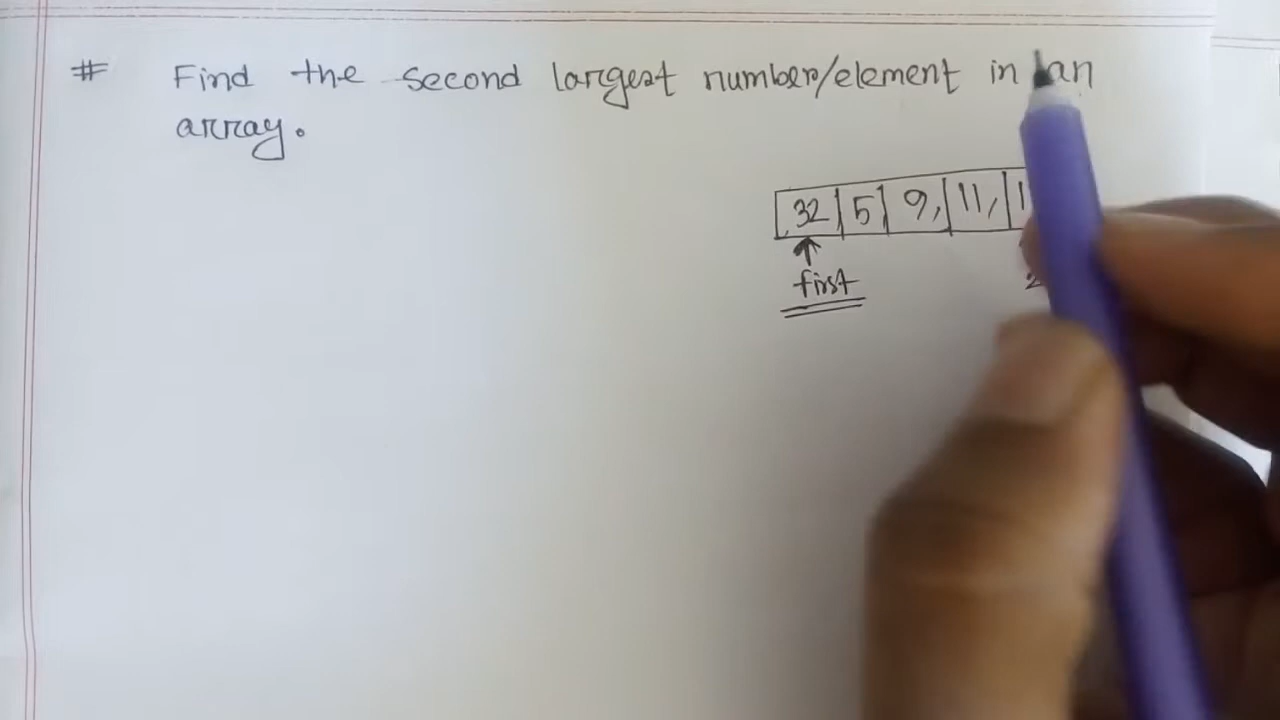 # Find the second largest number/element in an
array.
32 5 9, 11,
first